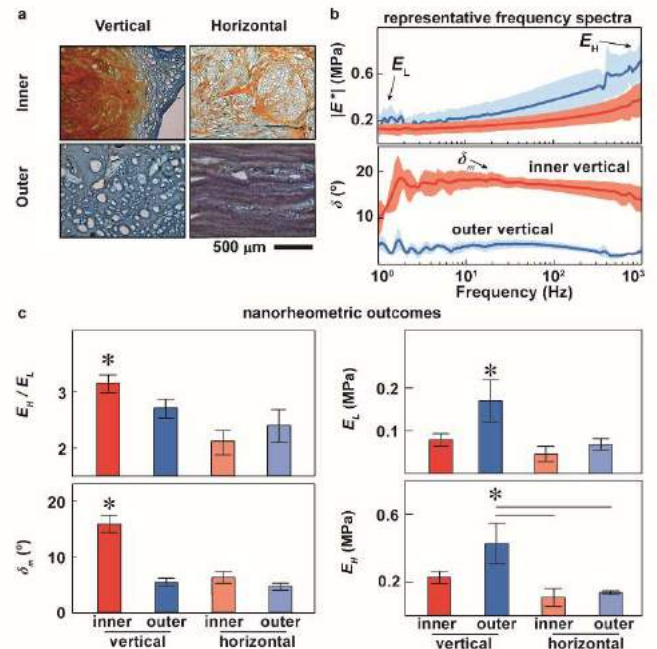 a
Vertical
Horizontal
Inner
Outer
500 μm
b
representative frequency spectra
|E*| (MPa)
0.6
0.2
E_L
E_H
δ (°)
20
10
δ_m
inner vertical
outer vertical
10⁰
10¹
10²
10³
Frequency (Hz)
c
nanorheometric outcomes
E_H / E_L
3
2
*
E_L (MPa)
0.2
0.1
*
δ_m (°)
20
10
0
*
inner
outer
inner
outer
vertical
horizontal
E_H (MPa)
0.6
0.2
*
inner
outer
inner
outer
vertical
horizontal